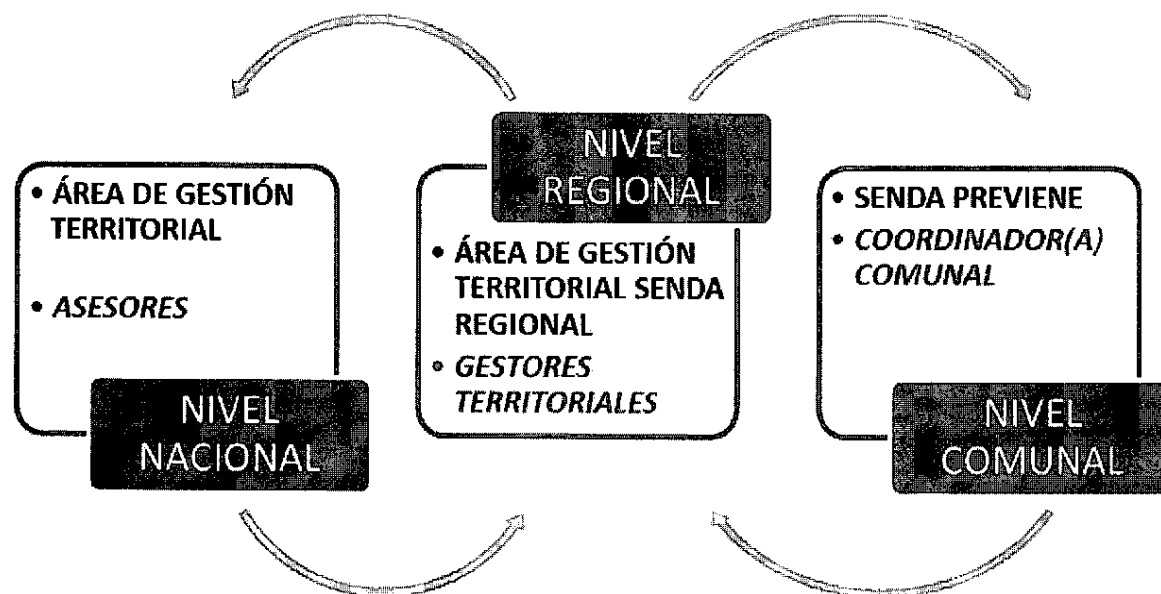 • ÁREA DE GESTIÓN
TERRITORIAL
• ASESORES
NIVEL
NACIONAL
NIVEL
REGIONAL
• ÁREA DE GESTIÓN
TERRITORIAL SENDA
REGIONAL
• GESTORES
TERRITORIALES
• SENDA PREVIENE
• COORDINADOR(A)
COMUNAL
NIVEL
COMUNAL